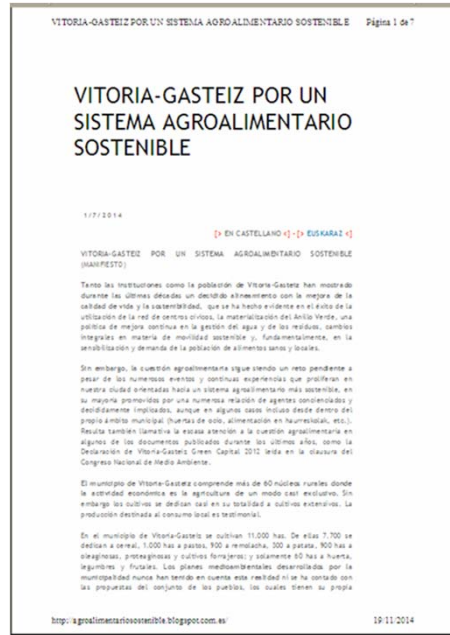 VITORIA-GASTEIZ POR UN SISTEMA AGROALIMENTARIO SOSTENIBLE Página 1 de 7
VITORIA-GASTEIZ POR UN
SISTEMA AGROALIMENTARIO
SOSTENIBLE
1/7/2014
[> EN CASTELLANO <] - [> EUSKARAZ <]
VITORIA-GASTEIZ POR UN SISTEMA AGROALIMENTARIO SOSTENIBLE
(MANIFIESTO)
Tanto las instituciones como la población de Vitoria-Gasteiz han mostrado
durante las últimas décadas un decidido alineamiento con la mejora de la
calidad de vida y la sostenibilidad, que se ha hecho evidente en el éxito de la
utilización de la red de centros cívicos, la materialización del Anillo Verde, una
política de mejora continua en la gestión del agua y de los residuos, cambios
integrales en materia de movilidad sostenible y, fundamentalmente, en la
sensibilización y demanda de la población de alimentos sanos y locales.
Sin embargo, la cuestión agroalimentaria sigue siendo un reto pendiente a
pesar de los numerosos eventos y continuas experiencias que proliferan en
nuestra ciudad orientadas hacia un sistema agroalimentario más sostenible, en
su mayoría promovidos por una numerosa relación de agentes concienciados y
decididamente implicados, aunque en algunos casos incluso desde dentro del
propio ámbito municipal (huertas de ocio, alimentación en haurreskolak, etc.).
Resulta también llamativa la escasa atención a la cuestión agroalimentaria en
algunos de los documentos publicados durante los últimos años, como la
Declaración de Vitoria-Gasteiz Green Capital 2012 leída en la clausura del
Congreso Nacional de Medio Ambiente.
El municipio de Vitoria-Gasteiz comprende más de 60 núcleos rurales donde
la actividad económica es la agricultura de un modo casi exclusivo. Sin
embargo los cultivos se dedican casi en su totalidad a cultivos extensivos. La
producción destinada al consumo local es testimonial.
En el municipio de Vitoria-Gasteiz se cultivan 11.000 has. De ellas 7.700 se
dedican a cereal, 1.000 has a pastos, 900 a remolacha, 300 a patata, 900 has a
oleaginosas, proteaginosas y cultivos forrajeros; y solamente 60 has a huerta,
legumbres y frutales. Los planes medioambientales desarrollados por la
municipalidad nunca han tenido en cuenta esta realidad ni se ha contado con
las propuestas del conjunto de los pueblos, los cuales tienen su propia
http://agroalimentariosostenible.blogspot.com.es/ 19/11/2014